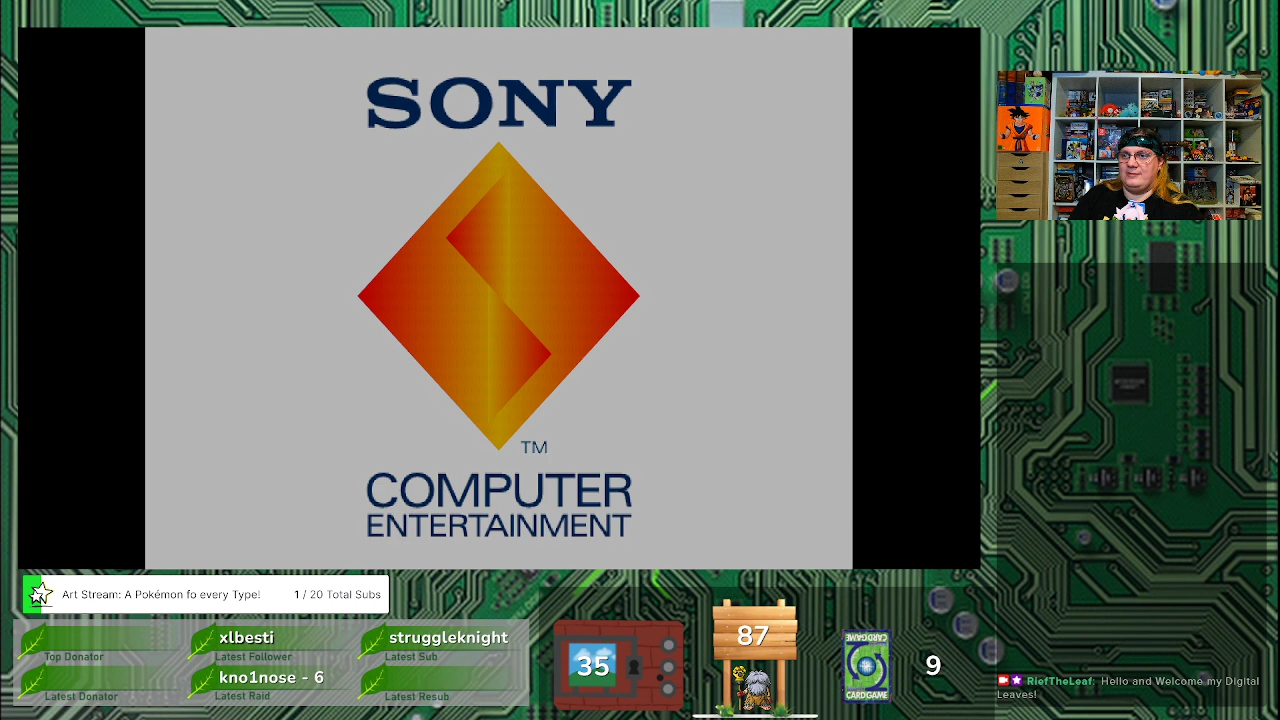 SONY
TM
COMPUTER
ENTERTAINMENT
Art Stream: A Pokémon fo every Type! 1 / 20 Total Subs
xlbesti struggleknight
Top Donator Latest Follower Latest Sub
kno1nose - 6
Latest Donator Latest Raid Latest Resub
35
87
CARDGAME
CARDGAME
9
RiefTheLeaf: Hello and Welcome my Digital
Leaves!